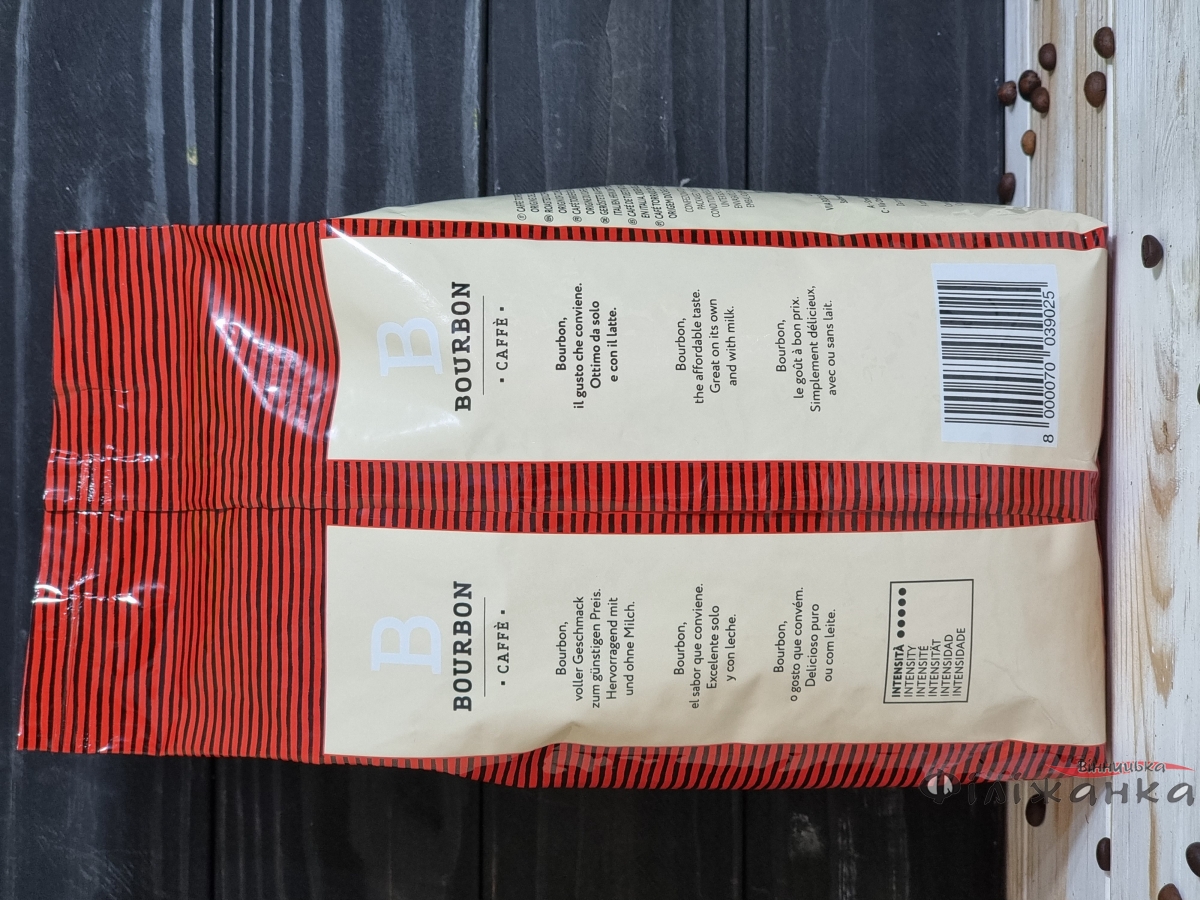 B
BOURBON
• CAFFÈ •
Bourbon,
voller Geschmack
zum günstigen Preis.
Hervorragend mit
und ohne Milch.
Bourbon,
el sabor que conviene.
Excelente solo
y con leche.
Bourbon,
o gosto que convém.
Delicioso puro
ou com leite.
INTENSITÀ •••••
INTENSITY
INTENSITÉ
INTENSITÄT
INTENSIDAD
INTENSIDADE
B
BOURBON
• CAFFÈ •
Bourbon,
il gusto che conviene.
Ottimo da solo
e con il latte.
Bourbon,
the affordable taste.
Great on its own
and with milk.
Bourbon,
le goût à bon prix.
Simplement délicieux,
avec ou sans lait.
8 000070 039025
Вінницька
Філіжанка